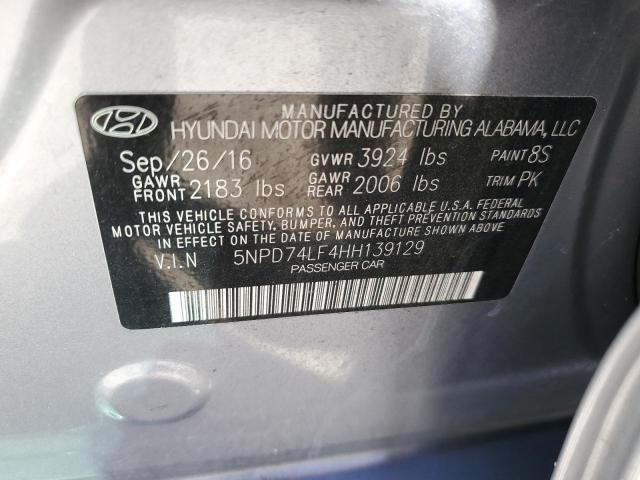 MANUFACTURED BY
HYUNDAI MOTOR MANUFACTURING ALABAMA, LLC
Sep/26/16 GVWR 3924 lbs PAINT 8S
GAWR FRONT 2183 lbs GAWR REAR 2006 lbs TRIM PK
THIS VEHICLE CONFORMS TO ALL APPLICABLE U.S.A. FEDERAL
MOTOR VEHICLE SAFETY, BUMPER, AND THEFT PREVENTION STANDARDS
IN EFFECT ON THE DATE OF MANUFACTURE SHOWN ABOVE.
V.I.N 5NPD74LF4HH139129
PASSENGER CAR